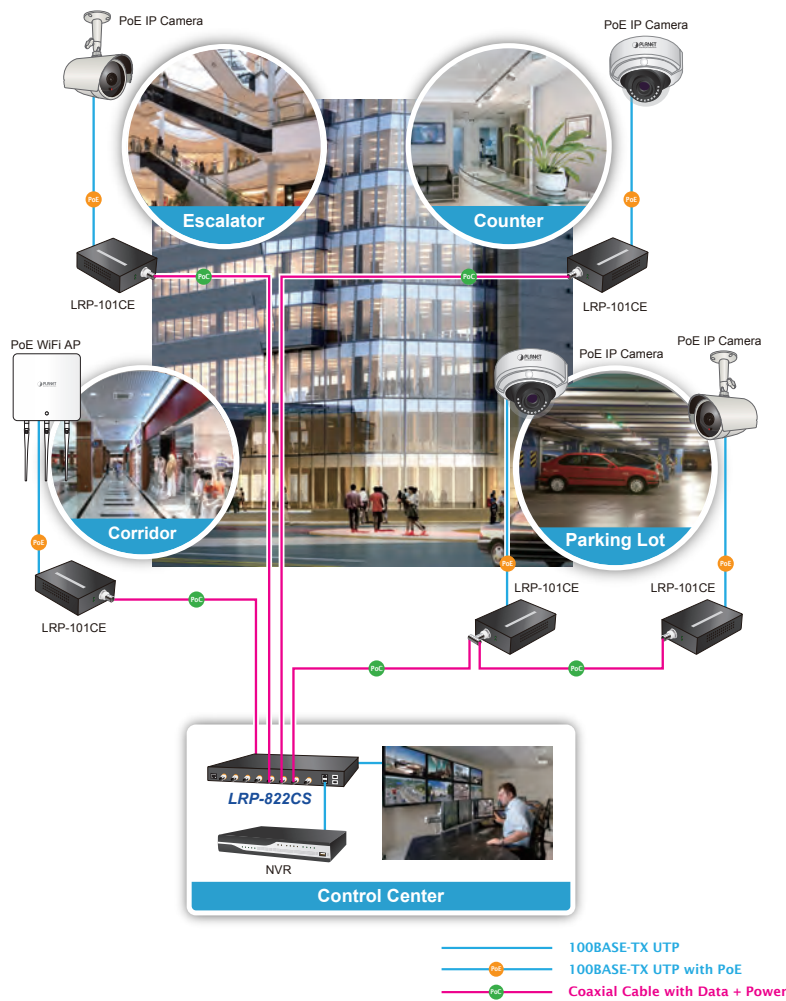 PoE IP Camera
PoE IP Camera
PLANET
Escalator
Counter
PoE
PoE
PoC
PoC
LRP-101CE
LRP-101CE
PoE WiFi AP
PLANET
PLANET
PoE IP Camera
PoE IP Camera
Corridor
Parking Lot
PoE
PoE
PoE
LRP-101CE
LRP-101CE
PoC
LRP-101CE
PoC
PoC
LRP-822CS
NVR
Control Center
100BASE-TX UTP
PoE
100BASE-TX UTP with PoE
PoC
Coaxial Cable with Data + Power